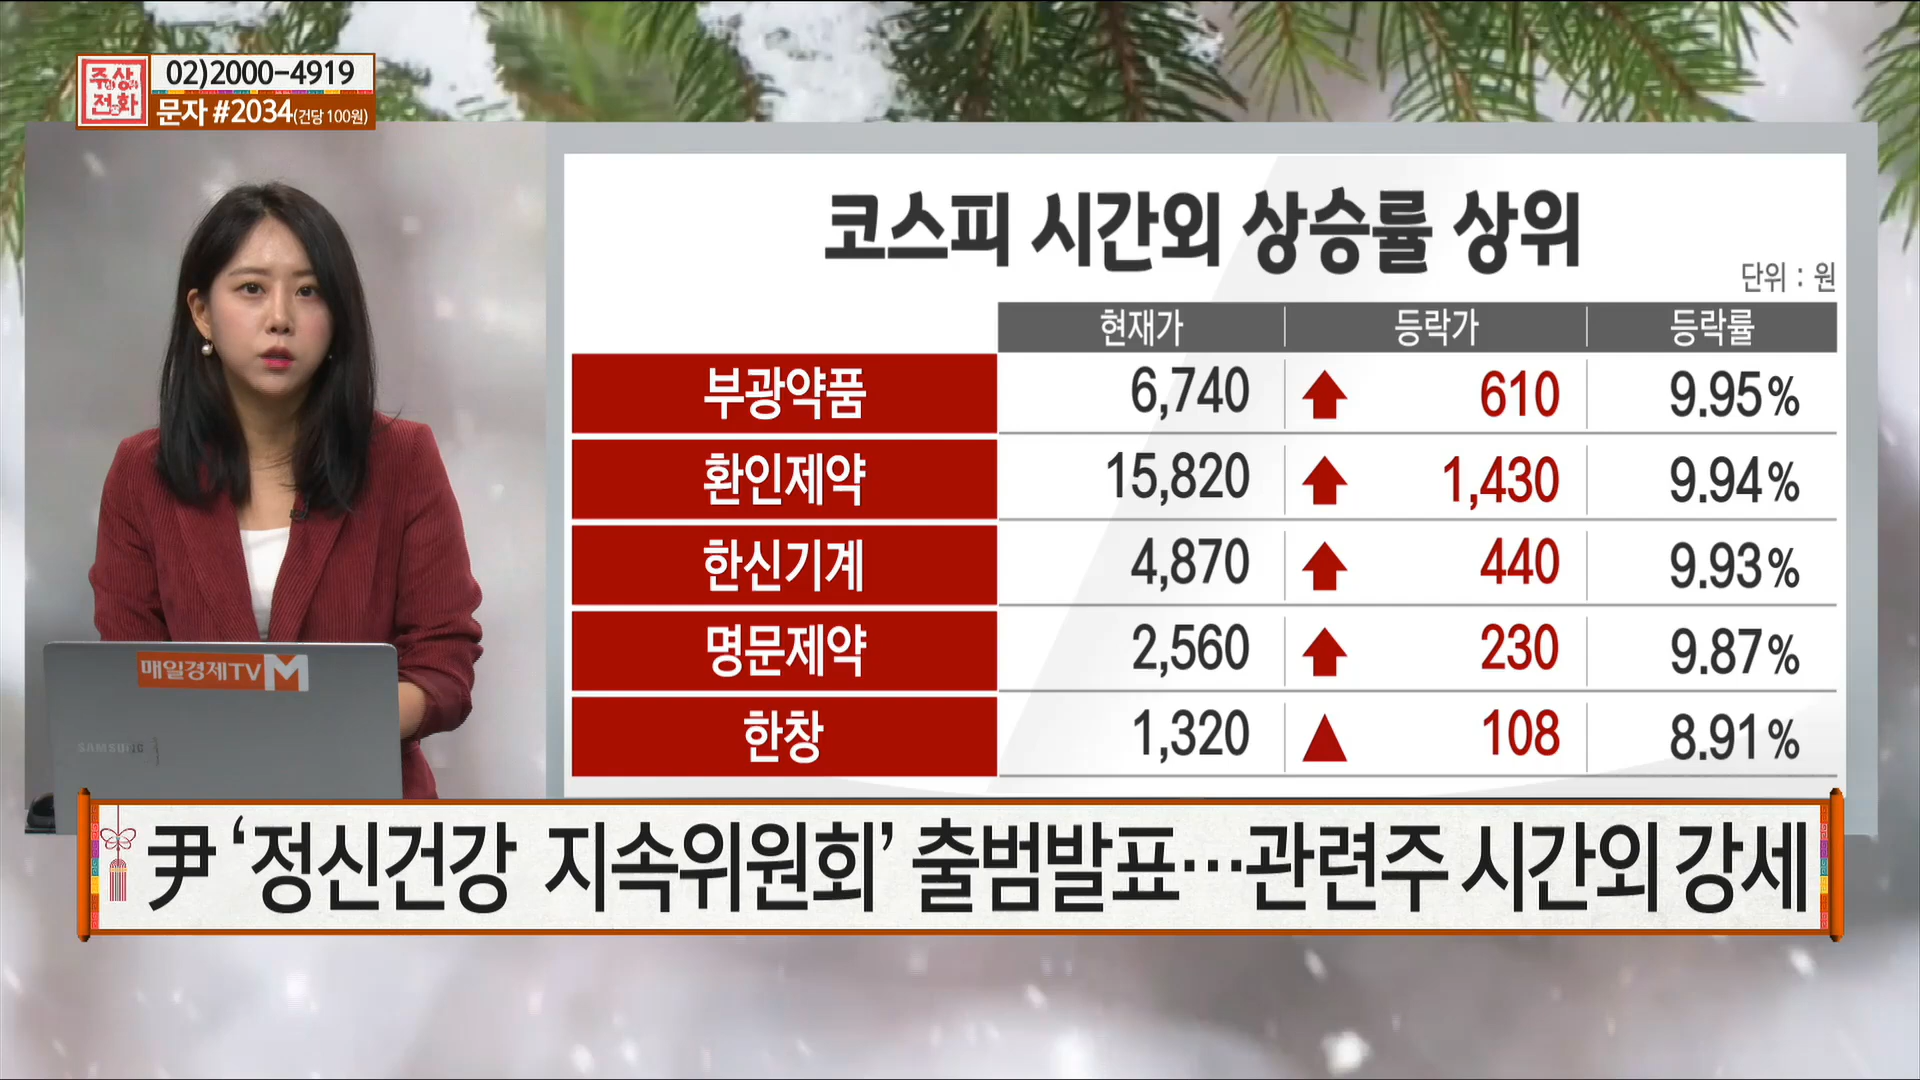 주상
전화
02)2000-4919
문자 #2034(건당 100원)
코스피 시간외 상승률 상위
단위 : 원
현재가 등락가 등락률
부광약품 6,740 610 9.95%
환인제약 15,820 1,430 9.94%
한신기계 4,870 440 9.93%
명문제약 2,560 230 9.87%
한창 1,320 108 8.91%
매일경제TV M
SAMSUNG
尹 ‘정신건강 지속위원회’ 출범발표…관련주 시간외 강세